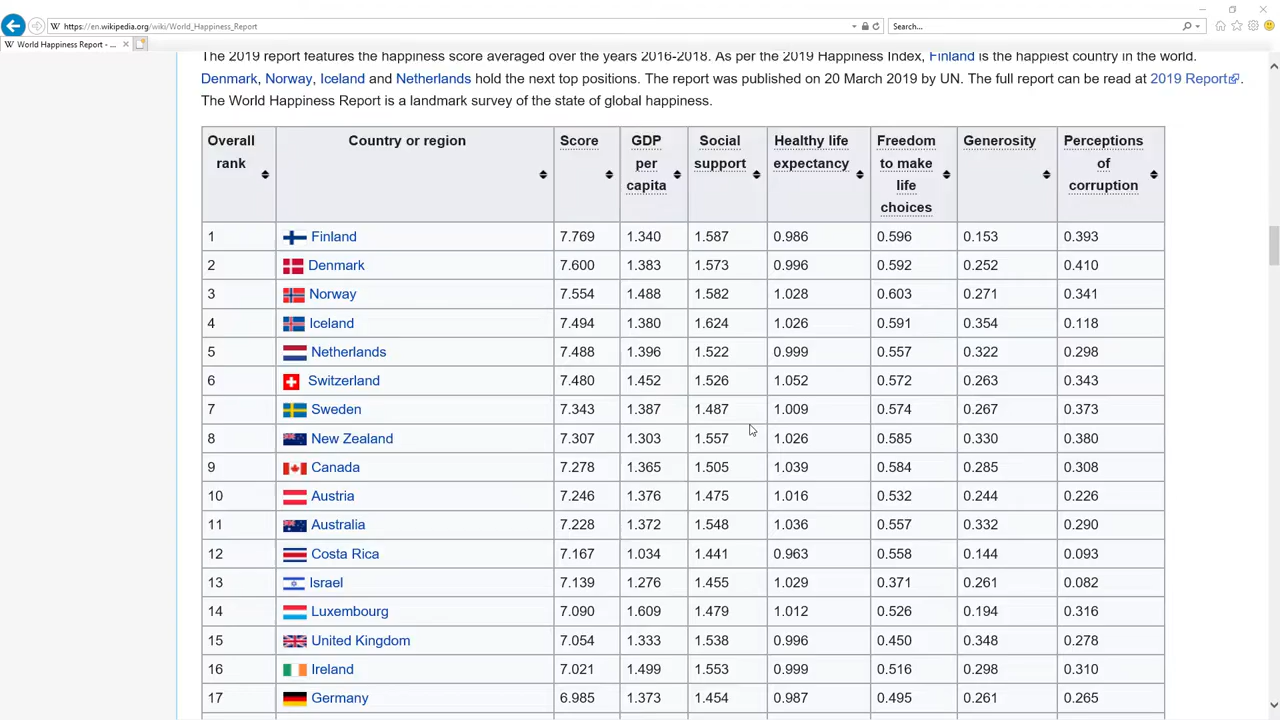 https://en.wikipedia.org/wiki/World_Happiness_Report
Search...
World Happiness Report - ...
The 2019 report features the happiness score averaged over the years 2016-2018. As per the 2019 Happiness Index, Finland is the happiest country in the world.
Denmark, Norway, Iceland and Netherlands hold the next top positions. The report was published on 20 March 2019 by UN. The full report can be read at 2019 Report.
The World Happiness Report is a landmark survey of the state of global happiness.
Overall rank Country or region Score GDP per capita Social support Healthy life expectancy Freedom to make life choices Generosity Perceptions of corruption
1 Finland 7.769 1.340 1.587 0.986 0.596 0.153 0.393
2 Denmark 7.600 1.383 1.573 0.996 0.592 0.252 0.410
3 Norway 7.554 1.488 1.582 1.028 0.603 0.271 0.341
4 Iceland 7.494 1.380 1.624 1.026 0.591 0.354 0.118
5 Netherlands 7.488 1.396 1.522 0.999 0.557 0.322 0.298
6 Switzerland 7.480 1.452 1.526 1.052 0.572 0.263 0.343
7 Sweden 7.343 1.387 1.487 1.009 0.574 0.267 0.373
8 New Zealand 7.307 1.303 1.557 1.026 0.585 0.330 0.380
9 Canada 7.278 1.365 1.505 1.039 0.584 0.285 0.308
10 Austria 7.246 1.376 1.475 1.016 0.532 0.244 0.226
11 Australia 7.228 1.372 1.548 1.036 0.557 0.332 0.290
12 Costa Rica 7.167 1.034 1.441 0.963 0.558 0.144 0.093
13 Israel 7.139 1.276 1.455 1.029 0.371 0.261 0.082
14 Luxembourg 7.090 1.609 1.479 1.012 0.526 0.194 0.316
15 United Kingdom 7.054 1.333 1.538 0.996 0.450 0.348 0.278
16 Ireland 7.021 1.499 1.553 0.999 0.516 0.298 0.310
17 Germany 6.985 1.373 1.454 0.987 0.495 0.261 0.265